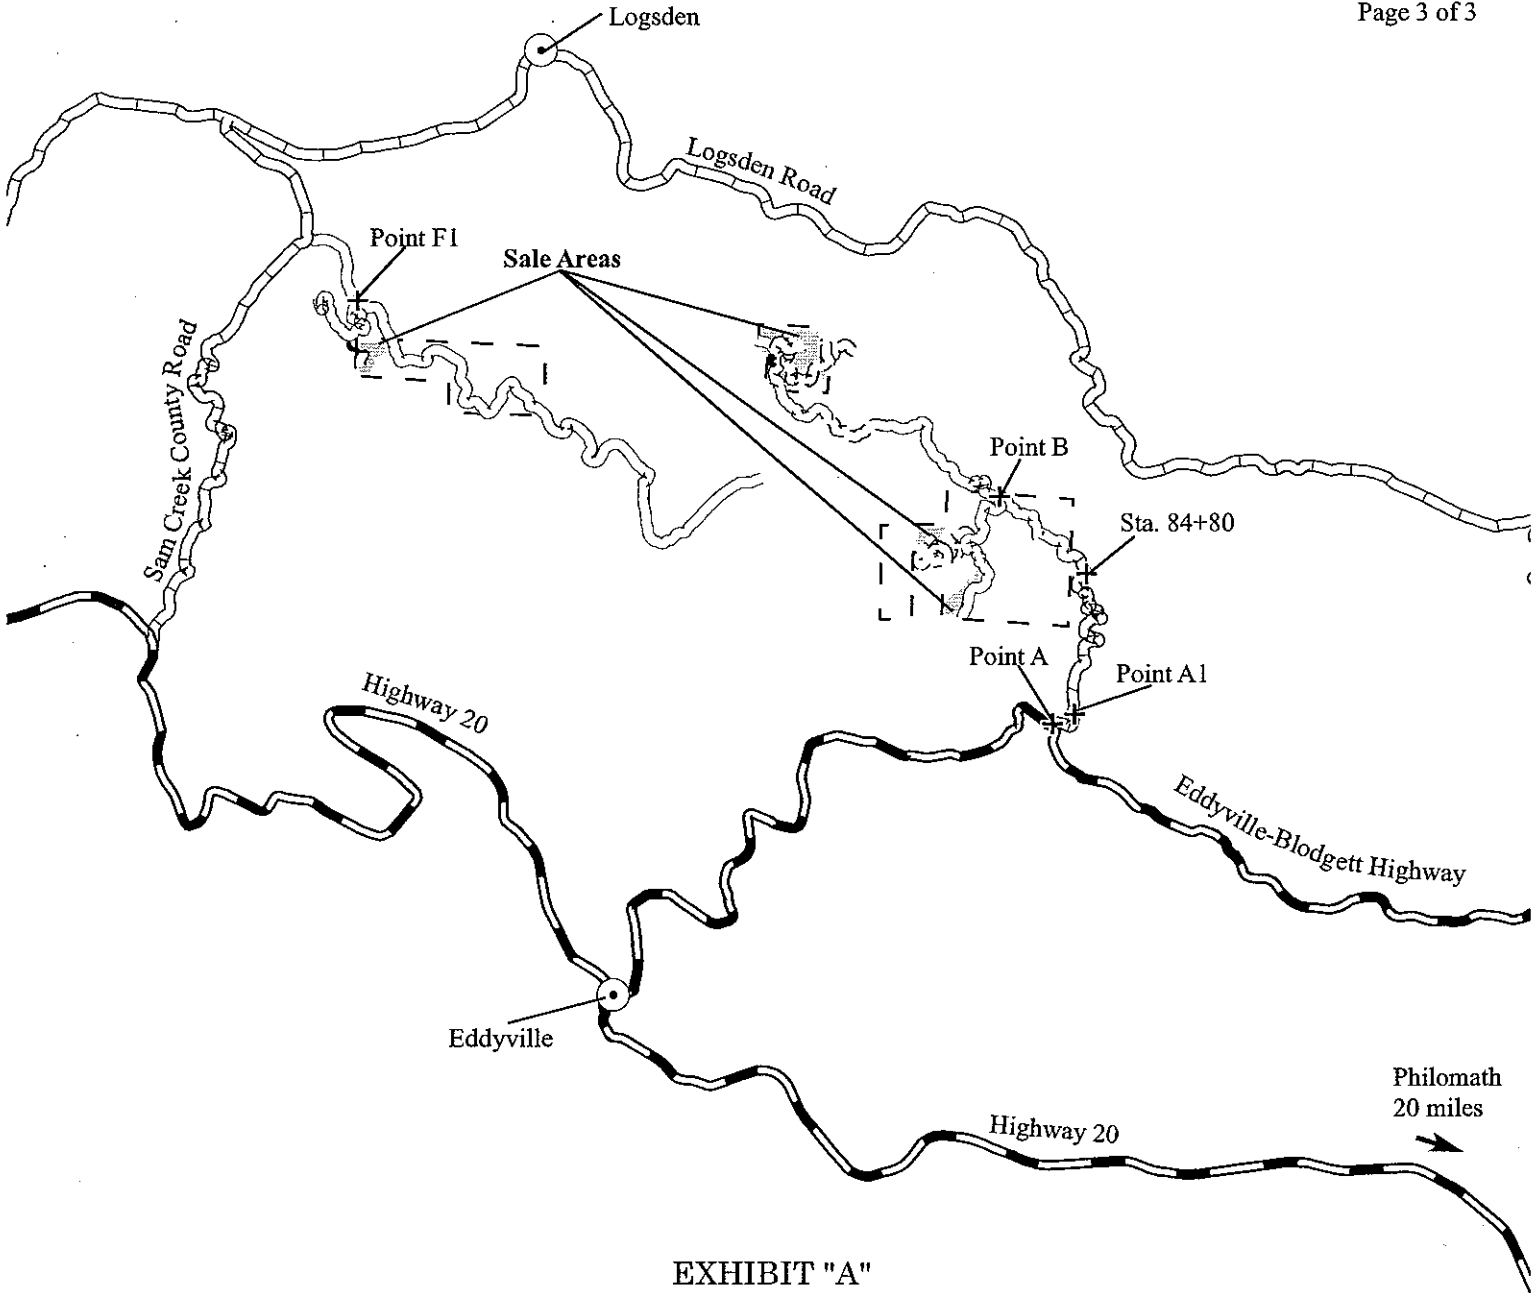 Page 3 of 3
Logsden
Logsden Road
Point F1
Sale Areas
Sam Creek County Road
Point B
Sta. 84+80
Point A
Point A1
Highway 20
Eddyville-Blodgett Highway
Eddyville
Philomath
20 miles
Highway 20
EXHIBIT "A"